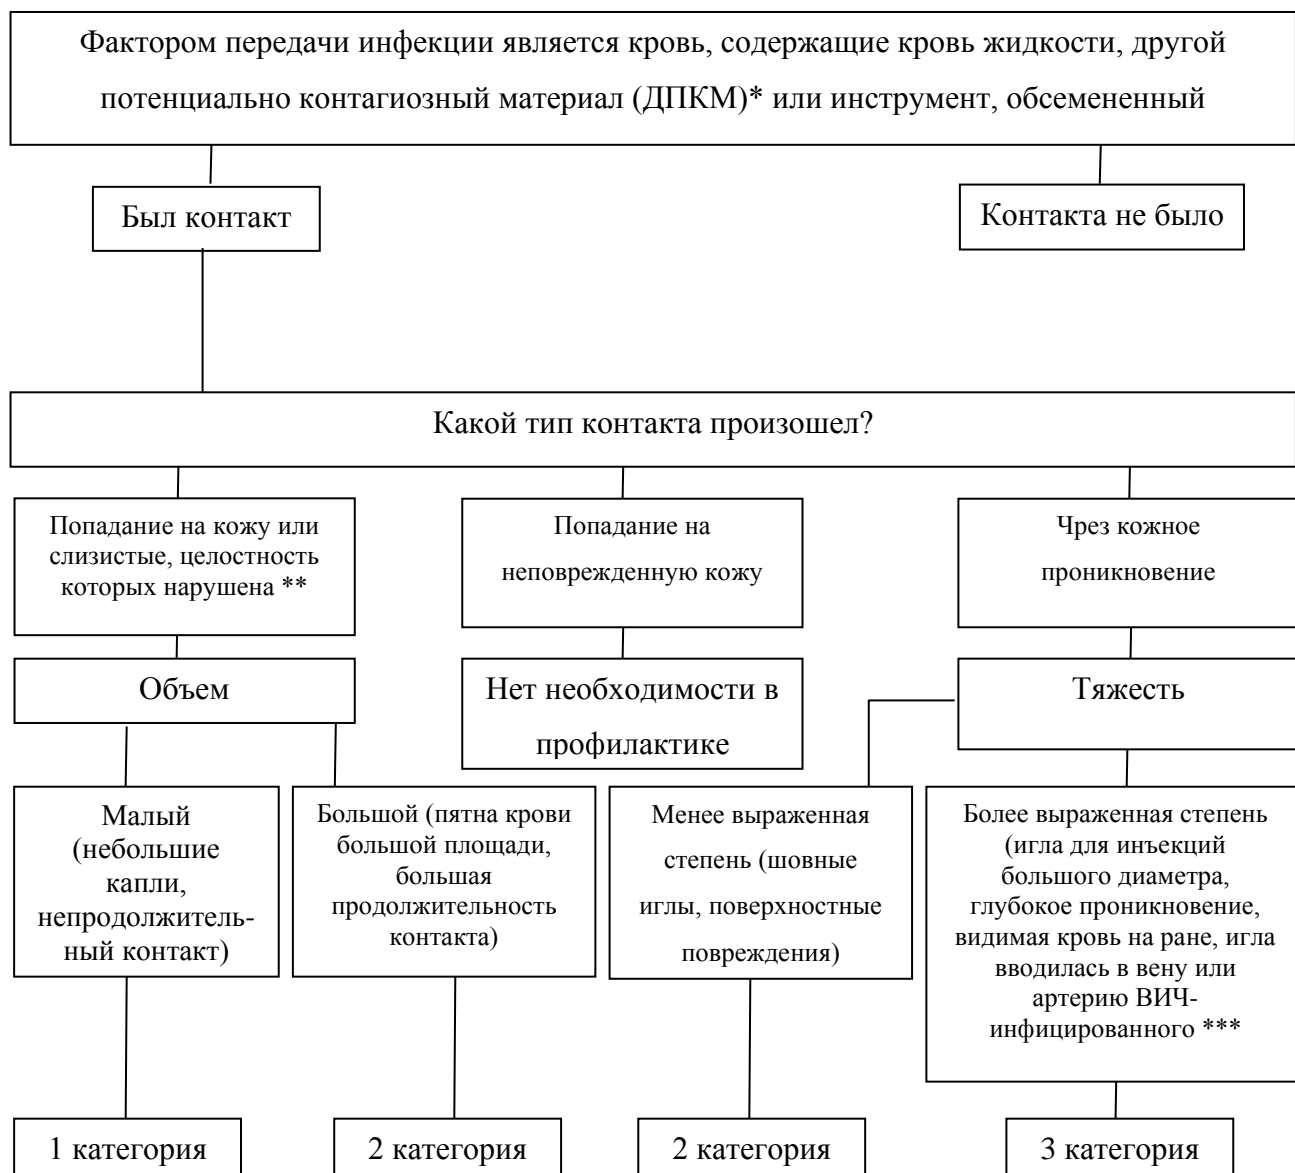 Фактором передачи инфекции является кровь, содержащие кровь жидкости, другой
потенциально контагиозный материал (ДПКМ)* или инструмент, обсемененный
Был контакт
Контакта не было
Какой тип контакта произошел?
Попадание на кожу или
слизистые, целостность
которых нарушена **
Попадание на
неповрежденную кожу
Чрез кожное
проникновение
Объем
Нет необходимости в
профилактике
Тяжесть
Малый
(небольшие
капли,
непродолжитель-
ный контакт)
Большой (пятна крови
большой площади,
большая
продолжительность
контакта)
Менее выраженная
степень (шовные
иглы, поверхностные
повреждения)
Более выраженная степень
(игла для инъекций
большого диаметра,
глубокое проникновение,
видимая кровь на ране, игла
вводилась в вену или
артерию ВИЧ-
инфицированного ***
1 категория
2 категория
2 категория
3 категория